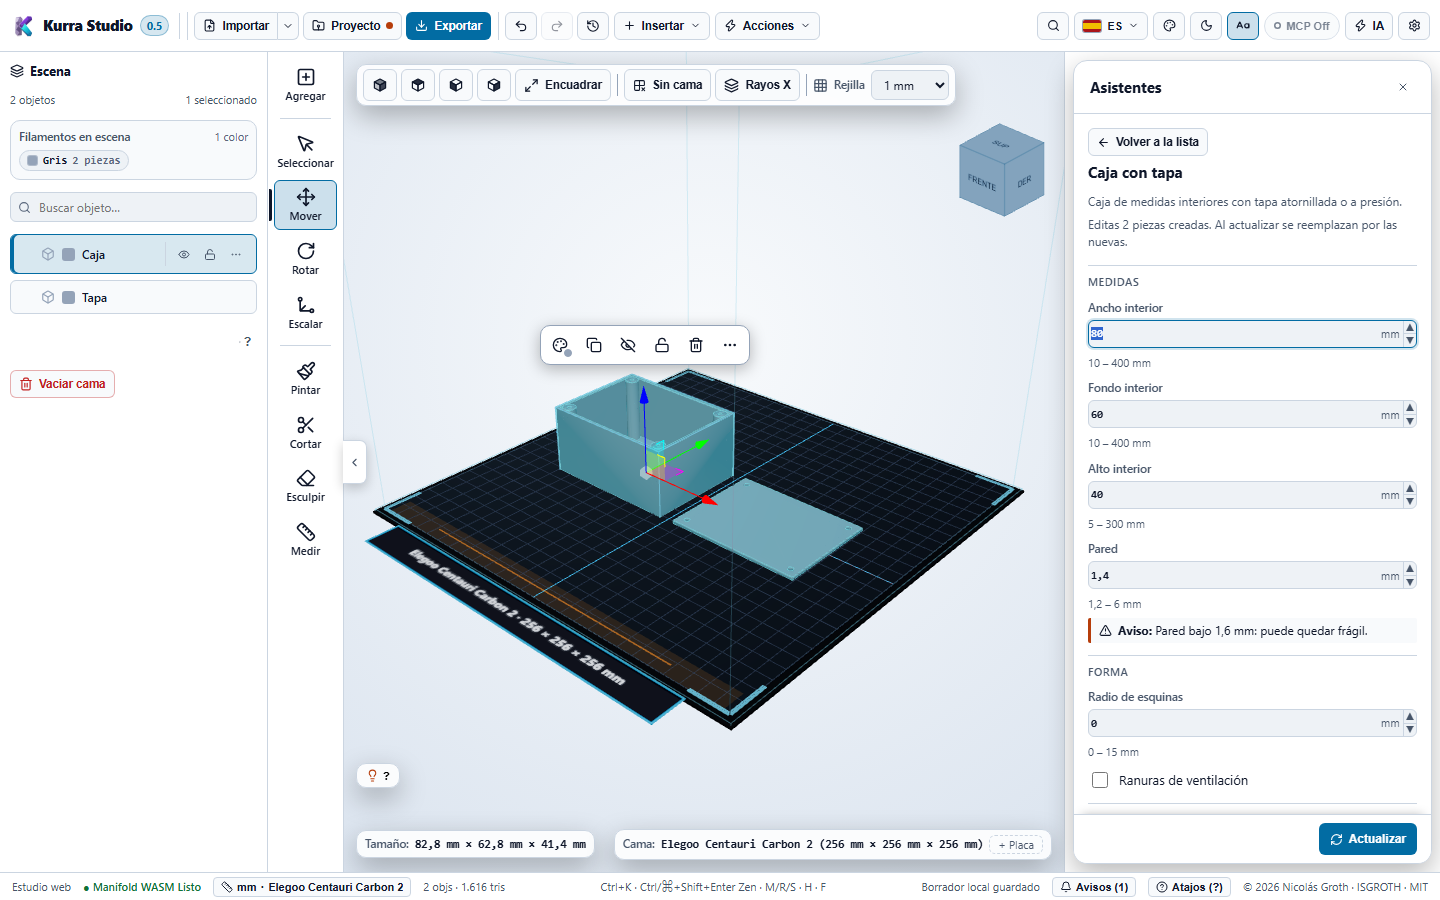 Kurra Studio 0.5
Importar
Proyecto
Exportar
Insertar
Acciones
ES
Aa
MCP Off
IA
Escena
2 objetos
1 seleccionado
Filamentos en escena
1 color
Gris 2 piezas
Buscar objeto...
Caja
Tapa
?
Vaciar cama
Agregar
Seleccionar
Mover
Rotar
Escalar
Pintar
Cortar
Esculpir
Medir
Encuadrar
Sin cama
Rayos X
Rejilla
1 mm
SUP
FRENTE
DER
Elegoo Centauri Carbon 2 · 256 × 256 × 256 mm
?
Tamaño: 82,8 mm × 62,8 mm × 41,4 mm
Cama: Elegoo Centauri Carbon 2 (256 mm × 256 mm × 256 mm)
+ Placa
Asistentes
Volver a la lista
Caja con tapa
Caja de medidas interiores con tapa atornillada o a presión.
Editas 2 piezas creadas. Al actualizar se reemplazan por las
nuevas.
MEDIDAS
Ancho interior
80 mm
10 – 400 mm
Fondo interior
60 mm
10 – 400 mm
Alto interior
40 mm
5 – 300 mm
Pared
1,4 mm
1,2 – 6 mm
Aviso: Pared bajo 1,6 mm: puede quedar frágil.
FORMA
Radio de esquinas
0 mm
0 – 15 mm
Ranuras de ventilación
Actualizar
Estudio web
Manifold WASM Listo
mm · Elegoo Centauri Carbon 2
2 objs · 1.616 tris
Ctrl+K · Ctrl/⌘+Shift+Enter Zen · M/R/S · H · F
Borrador local guardado
Avisos (1)
Atajos (?)
© 2026 Nicolás Groth · ISGROTH · MIT